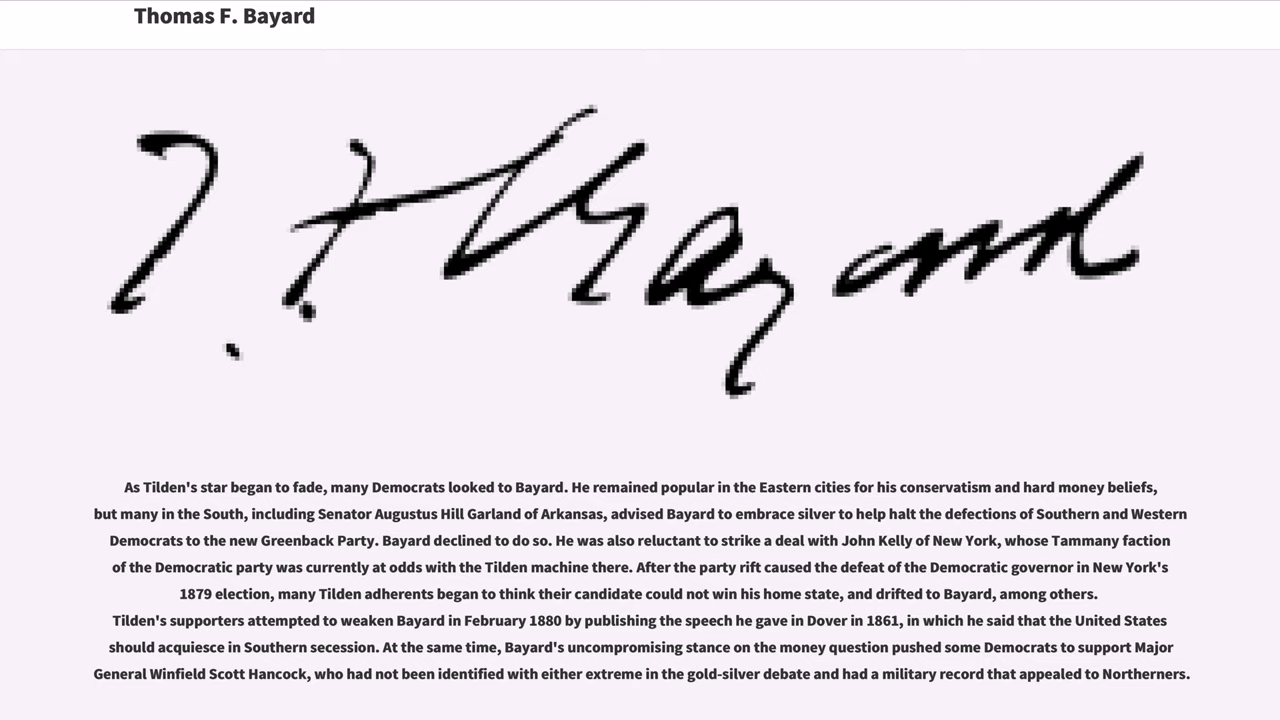 Thomas F. Bayard
T. F. Bayard
As Tilden's star began to fade, many Democrats looked to Bayard. He remained popular in the Eastern cities for his conservatism and hard money beliefs,
but many in the South, including Senator Augustus Hill Garland of Arkansas, advised Bayard to embrace silver to help halt the defections of Southern and Western
Democrats to the new Greenback Party. Bayard declined to do so. He was also reluctant to strike a deal with John Kelly of New York, whose Tammany faction
of the Democratic party was currently at odds with the Tilden machine there. After the party rift caused the defeat of the Democratic governor in New York's
1879 election, many Tilden adherents began to think their candidate could not win his home state, and drifted to Bayard, among others.
Tilden's supporters attempted to weaken Bayard in February 1880 by publishing the speech he gave in Dover in 1861, in which he said that the United States
should acquiesce in Southern secession. At the same time, Bayard's uncompromising stance on the money question pushed some Democrats to support Major
General Winfield Scott Hancock, who had not been identified with either extreme in the gold-silver debate and had a military record that appealed to Northerners.